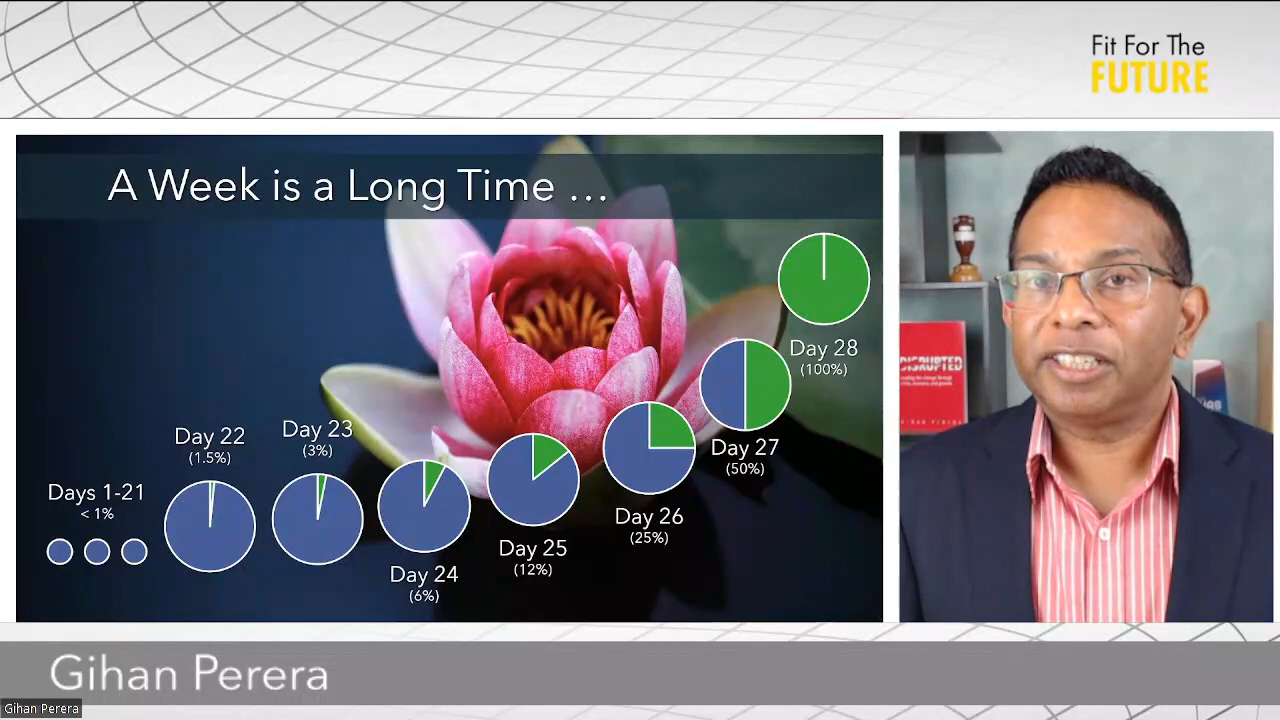 Fit For The
FUTURE
A Week is a Long Time ...
Days 1-21
< 1%
Day 22
(1.5%)
Day 23
(3%)
Day 24
(6%)
Day 25
(12%)
Day 26
(25%)
Day 27
(50%)
Day 28
(100%)
DISRUPTED
Gihan Perera
Gihan Perera